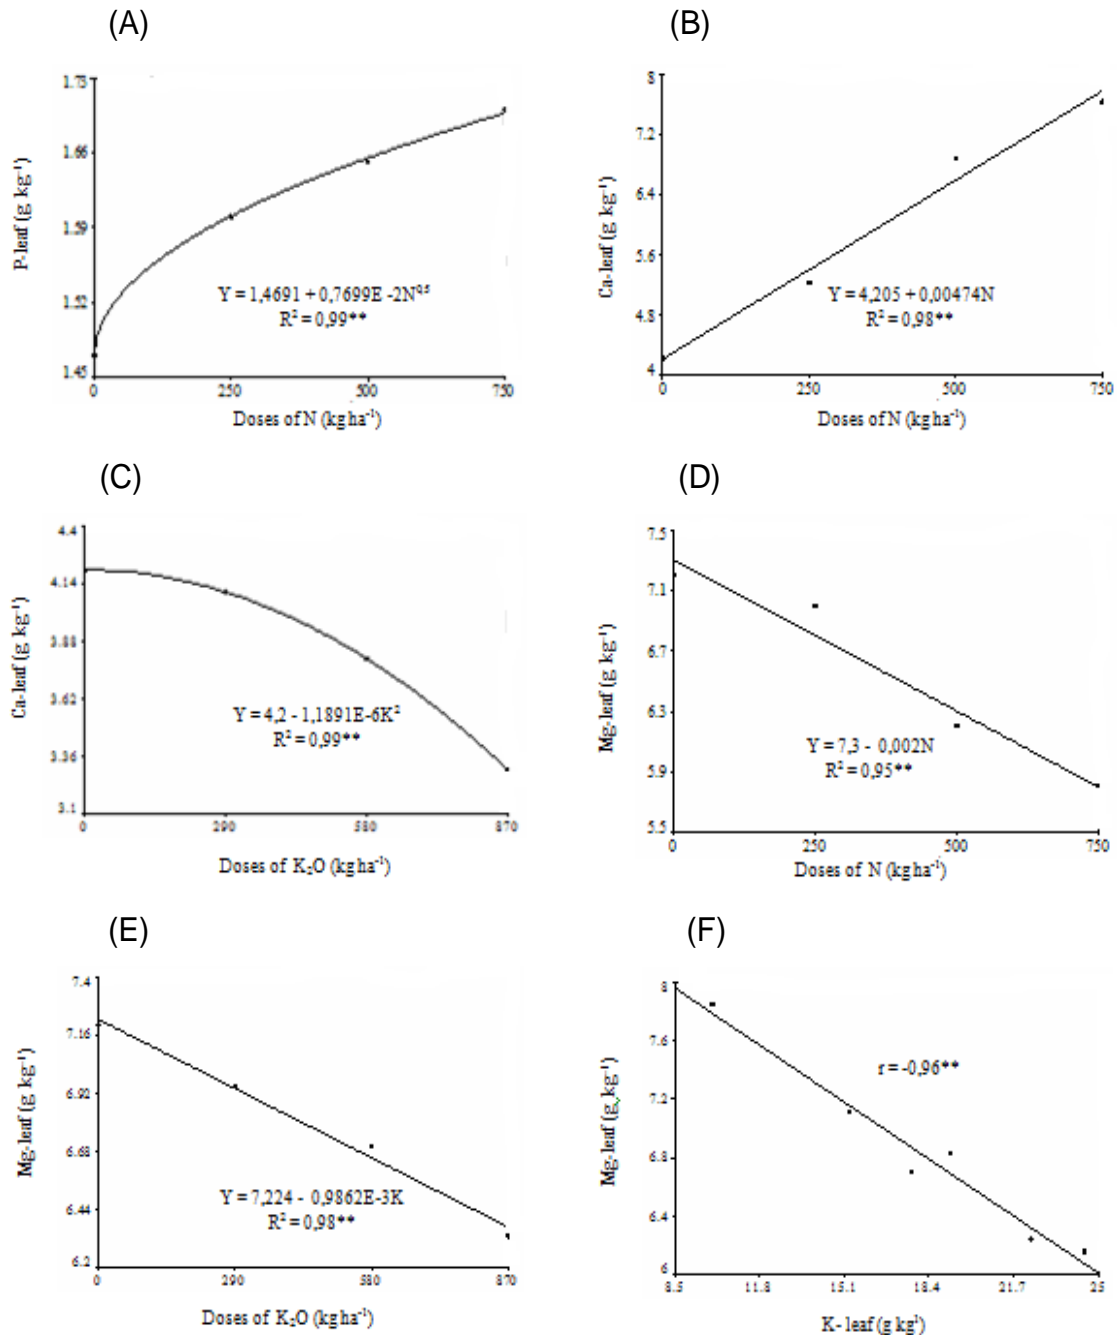 (A)
(B)
P-leaf (g kg⁻¹)
1.73
1.66
1.59
1.52
1.45
Y = 1,4691 + 0,7699E -2N⁰·⁵
R² = 0,99**
0 250 500 750
Doses of N (kg ha⁻¹)
Ca-leaf (g kg⁻¹)
8
7.2
6.4
5.6
4.8
4
Y = 4,205 + 0,00474N
R² = 0,98**
0 250 500 750
Doses of N (kg ha⁻¹)
(C)
(D)
Ca-leaf (g kg⁻¹)
4.4
4.14
3.88
3.62
3.36
3.1
Y = 4,2 - 1,1891E-6K²
R² = 0,99**
0 290 580 870
Doses of K₂O (kg ha⁻¹)
Mg-leaf (g kg⁻¹)
7.5
7.1
6.7
6.3
5.9
5.5
Y = 7,3 - 0,002N
R² = 0,95**
0 250 500 750
Doses of N (kg ha⁻¹)
(E)
(F)
Mg-leaf (g kg⁻¹)
7.4
7.16
6.92
6.68
6.44
6.2
Y = 7,224 - 0,9862E-3K
R² = 0,98**
0 290 580 870
Doses of K₂O (kg ha⁻¹)
Mg-leaf (g kg⁻¹)
8
7.6
7.2
6.8
6.4
6
r = -0,96**
8.5 11.8 15.1 18.4 21.7 25
K- leaf (g kg¹)